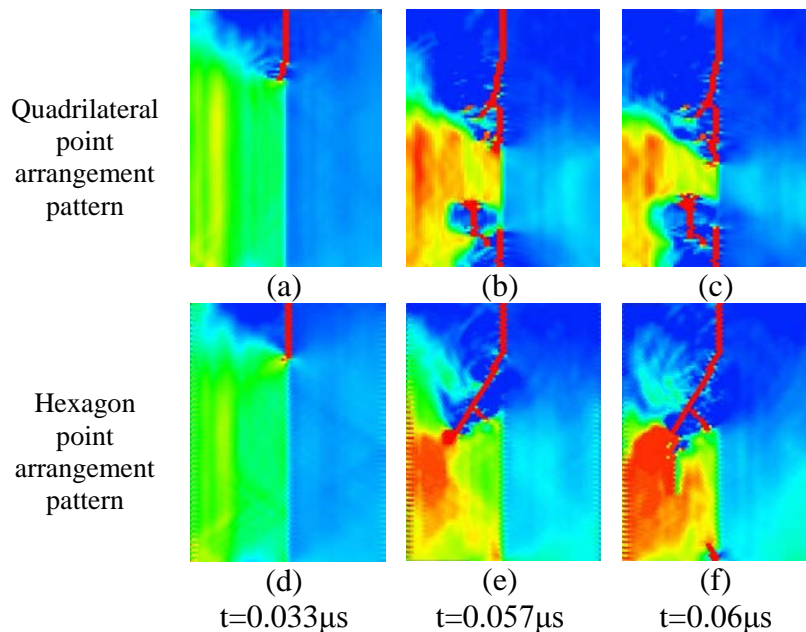 Quadrilateral
point
arrangement
pattern
(a)
(b)
(c)
Hexagon
point
arrangement
pattern
(d)
(e)
(f)
t=0.033μs
t=0.057μs
t=0.06μs